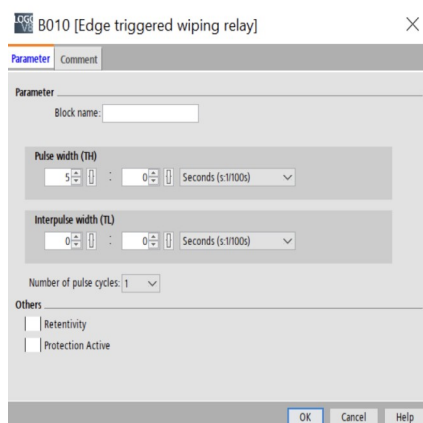 LOGO V8 B010 [Edge triggered wiping relay]
Parameter Comment
Parameter
Block name:
Pulse width (TH)
5 : 0 Seconds (s:1/100s)
Interpulse width (TL)
0 : 0 Seconds (s:1/100s)
Number of pulse cycles: 1
Others
Retentivity
Protection Active
OK Cancel Help